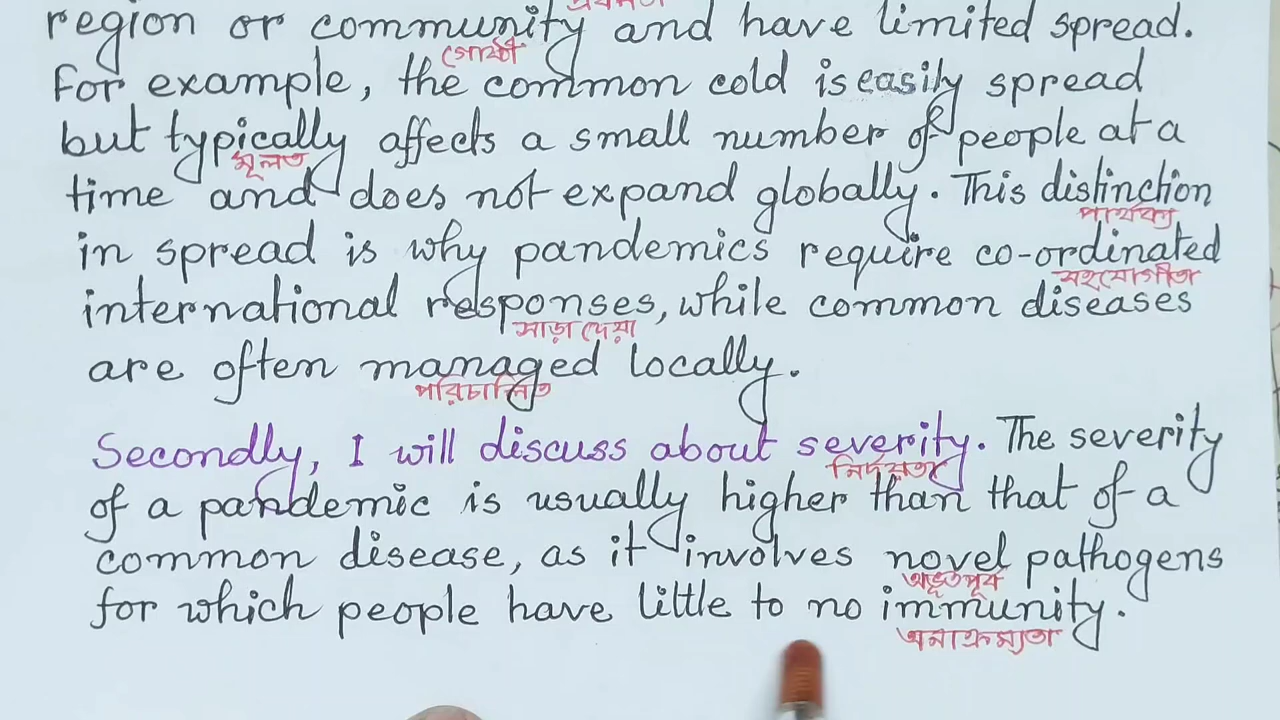 region or community and have limited spread.
গোষ্ঠী
For example, the common cold is easily spread
but typically affects a small number of people at a
মূলত
time and does not expand globally. This distinction
পার্থক্য
in spread is why pandemics require co-ordinated
সহযোগীতা
international responses, while common diseases
সাড়া দেয়া
are often managed locally.
পরিচালিত
Secondly, I will discuss about severity. The severity
নির্দয়তা
of a pandemic is usually higher than that of a
common disease, as it involves novel pathogens
অভূতপূর্ব
for which people have little to no immunity.
অনাক্রম্যতা